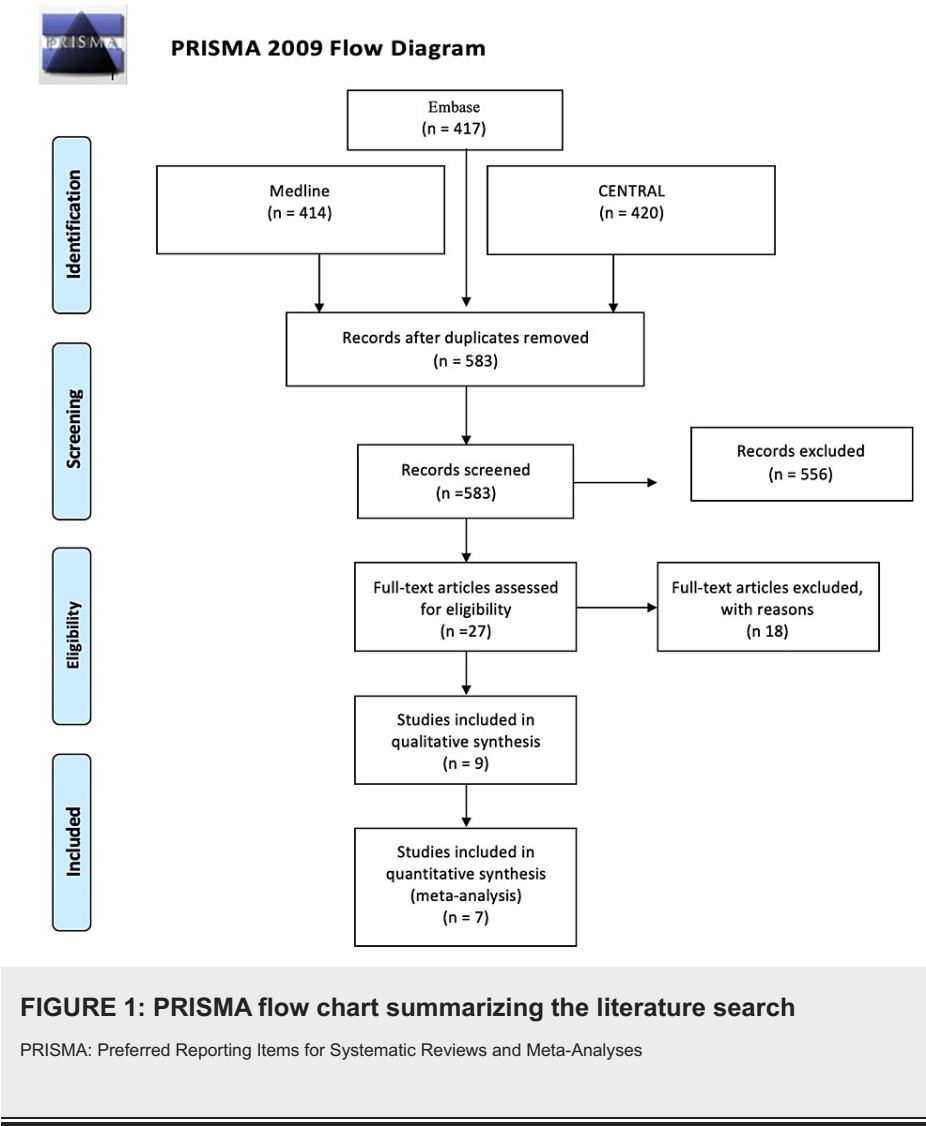 PRISMA
PRISMA 2009 Flow Diagram
Embase
(n = 417)
Medline
(n = 414)
CENTRAL
(n = 420)
Identification
Records after duplicates removed
(n = 583)
Screening
Records screened
(n =583)
Records excluded
(n = 556)
Eligibility
Full-text articles assessed
for eligibility
(n =27)
Full-text articles excluded,
with reasons
(n 18)
Studies included in
qualitative synthesis
(n = 9)
Included
Studies included in
quantitative synthesis
(meta-analysis)
(n = 7)
FIGURE 1: PRISMA flow chart summarizing the literature search
PRISMA: Preferred Reporting Items for Systematic Reviews and Meta-Analyses